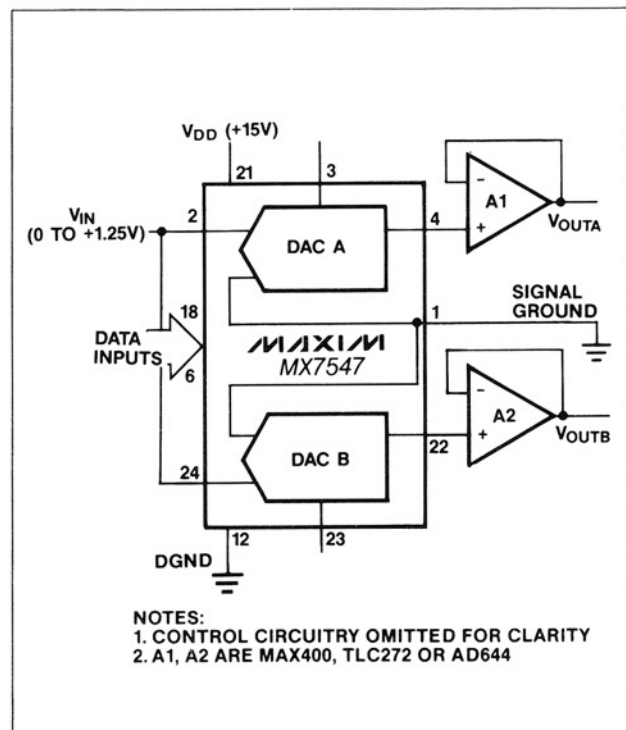 VDD (+15V)
21
3
VIN
(0 TO +1.25V)
2
DAC A
4
-
+
A1
VOUTA
18
DATA
INPUTS
6
MAXIM
MX7547
1
SIGNAL
GROUND
24
DAC B
22
-
+
A2
VOUTB
12
23
DGND
NOTES:
1. CONTROL CIRCUITRY OMITTED FOR CLARITY
2. A1, A2 ARE MAX400, TLC272 OR AD644